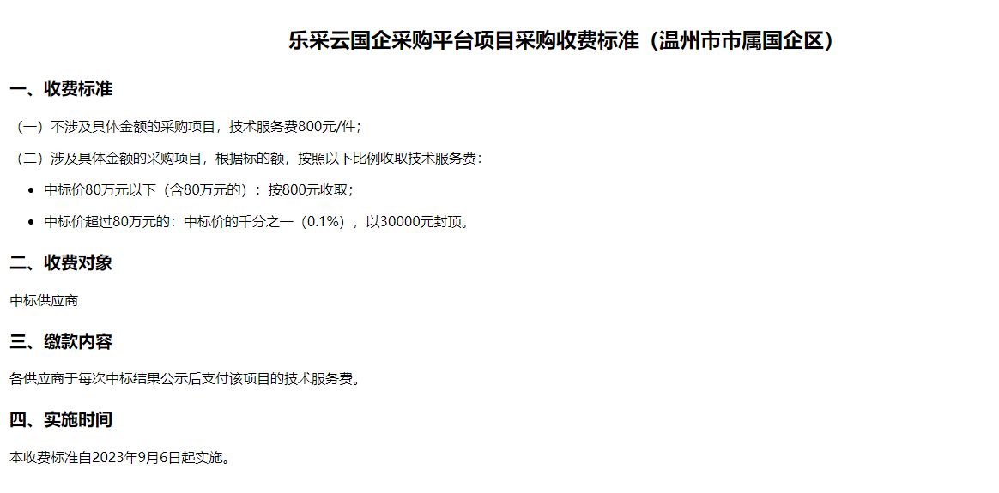 乐采云国企采购平台项目采购收费标准（温州市市属国企区）
一、收费标准
（一）不涉及具体金额的采购项目，技术服务费800元/件；
（二）涉及具体金额的采购项目，根据标的额，按照以下比例收取技术服务费：
• 中标价80万元以下（含80万元的）：按800元收取；
• 中标价超过80万元的：中标价的千分之一（0.1%），以30000元封顶。
二、收费对象
中标供应商
三、缴款内容
各供应商于每次中标结果公示后支付该项目的技术服务费。
四、实施时间
本收费标准自2023年9月6日起实施。